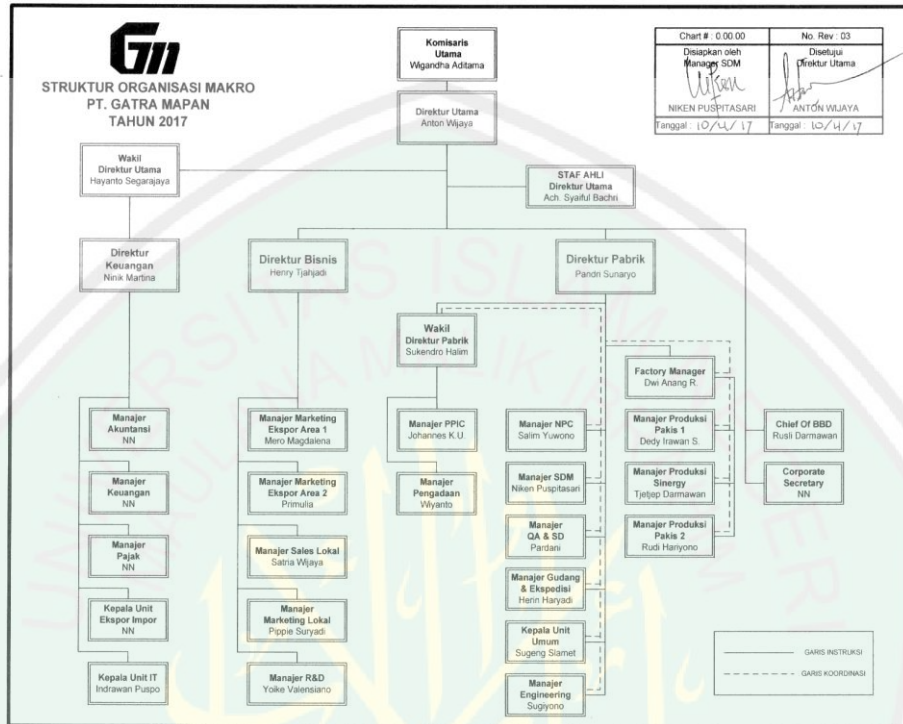 Gm
STRUKTUR ORGANISASI MAKRO
PT. GATRA MAPAN
TAHUN 2017
Komisaris
Utama
Wigandha Aditama
Chart # : 0.00.00
No. Rev : 03
Disiapkan oleh
Manager SDM
NIKEN PUSPITASARI
Tanggal : 10/4/17
Disetujui
Direktur Utama
ANTON WIJAYA
Tanggal : 10/4/17
Direktur Utama
Anton Wijaya
Wakil
Direktur Utama
Hayanto Segarajaya
STAF AHLI
Direktur Utama
Ach. Syaiful Bachri
Direktur
Keuangan
Ninik Martina
Direktur Bisnis
Henry Tjahjadi
Direktur Pabrik
Pandri Sunaryo
Wakil
Direktur Pabrik
Sukendro Halim
Factory Manager
Dwi Anang R.
Manajer
Akuntansi
NN
Manajer
Keuangan
NN
Manajer
Pajak
NN
Kepala Unit
Ekspor Impor
NN
Kepala Unit IT
Indrawan Puspo
Manajer Marketing
Ekspor Area 1
Mero Magdalena
Manajer Marketing
Ekspor Area 2
Primulia
Manajer Sales Lokal
Satria Wijaya
Manajer
Marketing Lokal
Pippie Suryadi
Manajer R&D
Yoike Valensiano
Manajer PPIC
Johannes K.U.
Manajer
Pengadaan
Wiyanto
Manajer NPC
Salim Yuwono
Manajer SDM
Niken Puspitasari
Manajer
QA & SD
Pardani
Manajer Gudang
& Ekspedisi
Herin Haryadi
Kepala Unit
Umum
Sugeng Slamet
Manajer
Engineering
Sugiyono
Manajer Produksi
Pakis 1
Dedy Irawan S.
Manajer Produksi
Sinergy
Tjetjep Darmawan
Manajer Produksi
Pakis 2
Rudi Hariyono
Chief Of BBD
Rusli Darmawan
Corporate
Secretary
NN
GARIS INSTRUKSI
GARIS KOORDINASI